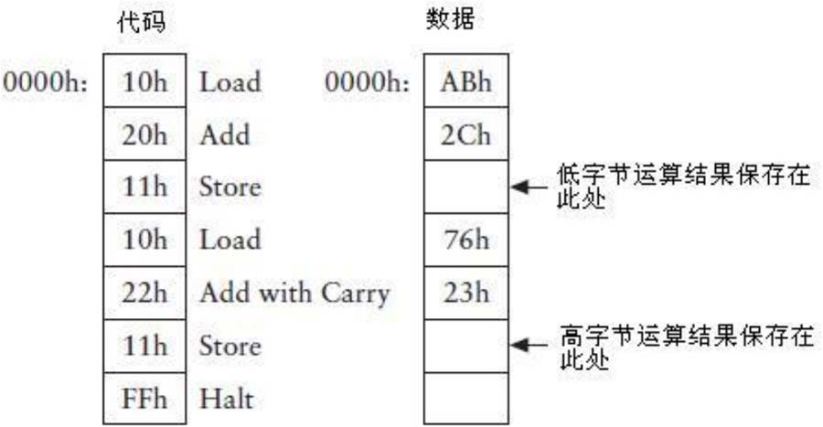 代码 数据
0000h: 10h Load 0000h: ABh
20h Add 2Ch
11h Store 低字节运算结果保存在
此处
10h Load 76h
22h Add with Carry 23h
11h Store 高字节运算结果保存在
此处
FFh Halt